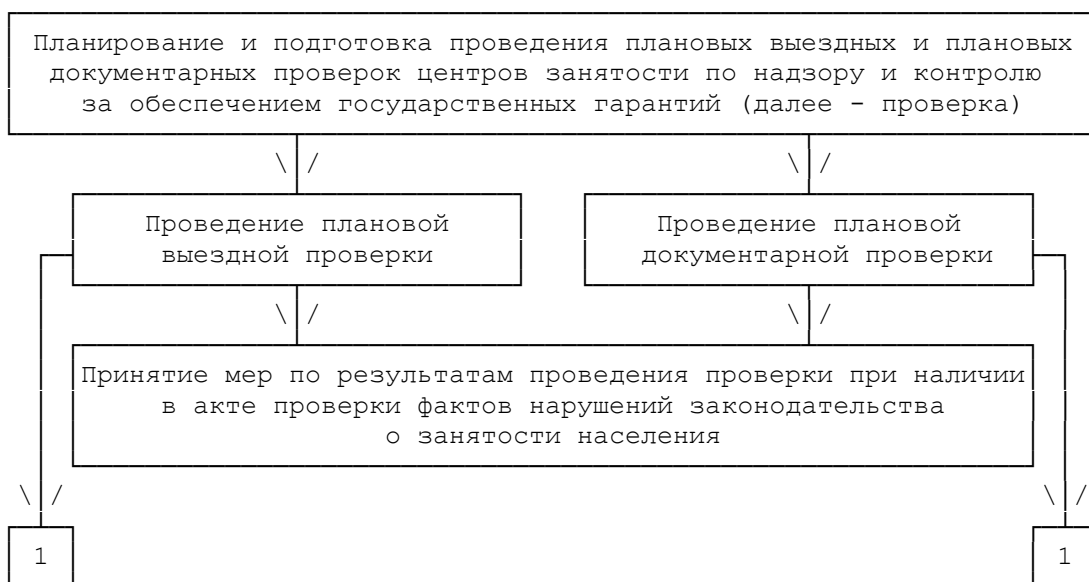 Планирование и подготовка проведения плановых выездных и плановых
документарных проверок центров занятости по надзору и контролю
за обеспечением государственных гарантий (далее - проверка)
Проведение плановой
выездной проверки
Проведение плановой
документарной проверки
Принятие мер по результатам проведения проверки при наличии
в акте проверки фактов нарушений законодательства
о занятости населения
1
1